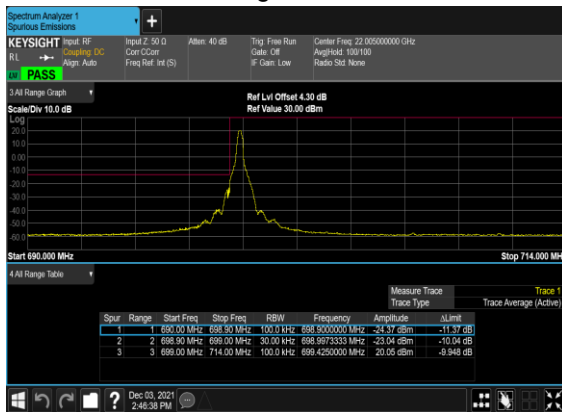 Spectrum Analyzer 1
Spurious Emissions
KEYSIGHT Input: RF Input Z: 50 Ω Atten: 40 dB Trig: Free Run Center Freq: 22.005000000 GHz
RL Coupling: DC Corr CCorr Gate: Off Avg|Hold: 100/100
Align: Auto Freq Ref: Int (S) IF Gain: Low Radio Std: None
PASS
3 All Range Graph
Ref Lvl Offset 4.30 dB
Scale/Div 10.0 dB Ref Value 30.00 dBm
Log
20.0
10.0
0.00
-10.0
-20.0
-30.0
-40.0
-50.0
-60.0
Start 690.000 MHz Stop 714.000 MH
4 All Range Table
Measure Trace Trace 1
Trace Type Trace Average (Active)
Spur Range Start Freq Stop Freq RBW Frequency Amplitude ΔLimit
1 1 690.00 MHz 698.90 MHz 100.0 kHz 698.9000000 MHz -24.37 dBm -11.37 dB
2 2 698.90 MHz 699.00 MHz 30.00 kHz 698.9973333 MHz -23.04 dBm -10.04 dB
3 3 699.00 MHz 714.00 MHz 100.0 kHz 699.4250000 MHz 20.05 dBm -9.948 dB
Dec 03, 2021
2:46:38 PM